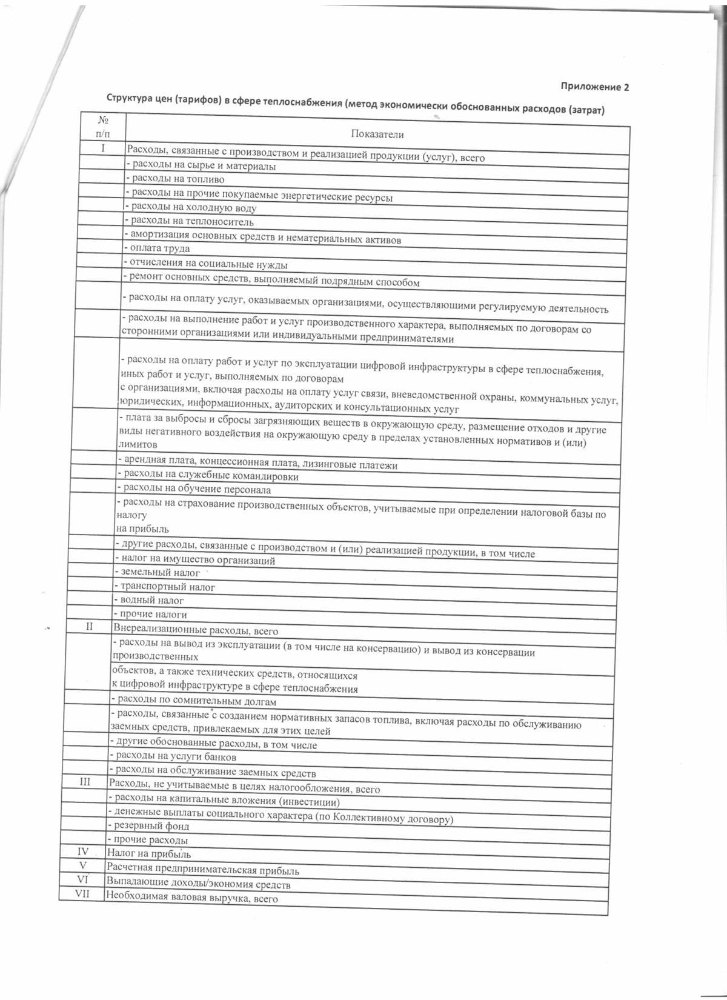 Приложение 2
Структура цен (тарифов) в сфере теплоснабжения (метод экономически обоснованных расходов (затрат)
№
п/п
Показатели
I Расходы, связанные с производством и реализацией продукции (услуг), всего
- расходы на сырье и материалы
- расходы на топливо
- расходы на прочие покупаемые энергетические ресурсы
- расходы на холодную воду
- расходы на теплоноситель
- амортизация основных средств и нематериальных активов
- оплата труда
- отчисления на социальные нужды
- ремонт основных средств, выполняемый подрядным способом
- расходы на оплату услуг, оказываемых организациями, осуществляющими регулируемую деятельность
- расходы на выполнение работ и услуг производственного характера, выполняемых по договорам со
сторонними организациями или индивидуальными предпринимателями
- расходы на оплату работ и услуг по эксплуатации цифровой инфраструктуры в сфере теплоснабжения,
иных работ и услуг, выполняемых по договорам
с организациями, включая расходы на оплату услуг связи, вневедомственной охраны, коммунальных услуг,
юридических, информационных, аудиторских и консультационных услуг
- плата за выбросы и сбросы загрязняющих веществ в окружающую среду, размещение отходов и другие
виды негативного воздействия на окружающую среду в пределах установленных нормативов и (или)
лимитов
- арендная плата, концессионная плата, лизинговые платежи
- расходы на служебные командировки
- расходы на обучение персонала
- расходы на страхование производственных объектов, учитываемые при определении налоговой базы по
налогу
на прибыль
- другие расходы, связанные с производством и (или) реализацией продукции, в том числе
- налог на имущество организаций
- земельный налог
- транспортный налог
- водный налог
- прочие налоги
II Внереализационные расходы, всего
- расходы на вывод из эксплуатации (в том числе на консервацию) и вывод из консервации
производственных
объектов, а также технических средств, относящихся
к цифровой инфраструктуре в сфере теплоснабжения
- расходы по сомнительным долгам
- расходы, связанные с созданием нормативных запасов топлива, включая расходы по обслуживанию
заемных средств, привлекаемых для этих целей
- другие обоснованные расходы, в том числе
- расходы на услуги банков
- расходы на обслуживание заемных средств
III Расходы, не учитываемые в целях налогообложения, всего
- расходы на капитальные вложения (инвестиции)
- денежные выплаты социального характера (по Коллективному договору)
- резервный фонд
- прочие расходы
IV Налог на прибыль
V Расчетная предпринимательская прибыль
VI Выпадающие доходы/экономия средств
VII Необходимая валовая выручка, всего